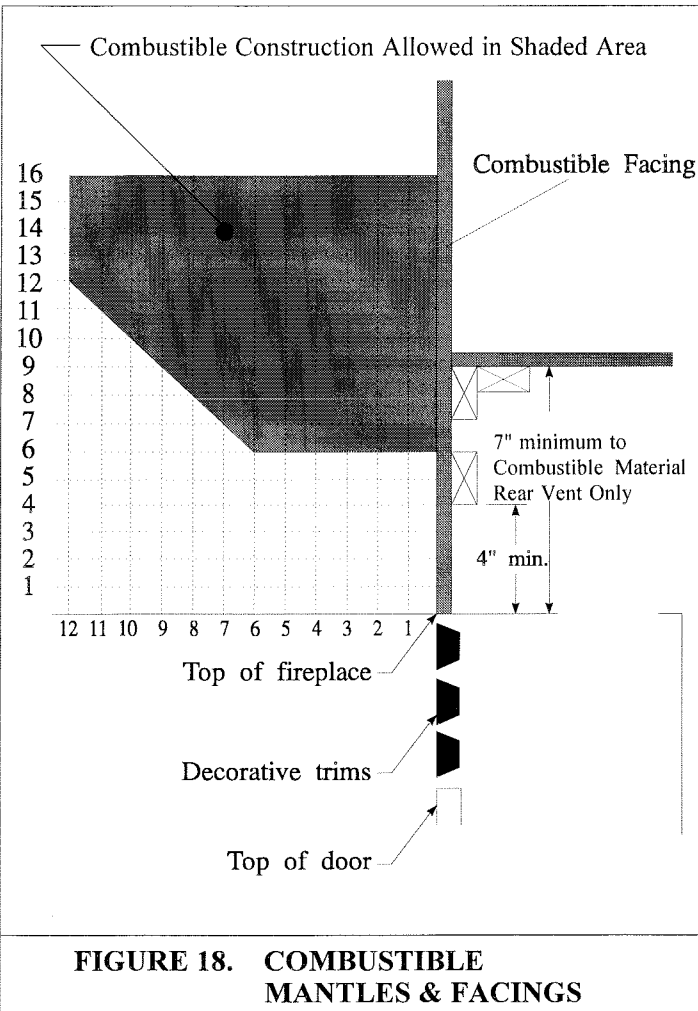 Combustible Construction Allowed in Shaded Area
Combustible Facing
16
15
14
13
12
11
10
9
8
7
6
5
4
3
2
1
7" minimum to
Combustible Material
Rear Vent Only
4" min.
12 11 10 9 8 7 6 5 4 3 2 1
Top of fireplace
Decorative trims
Top of door
FIGURE 18. COMBUSTIBLE
MANTLES & FACINGS